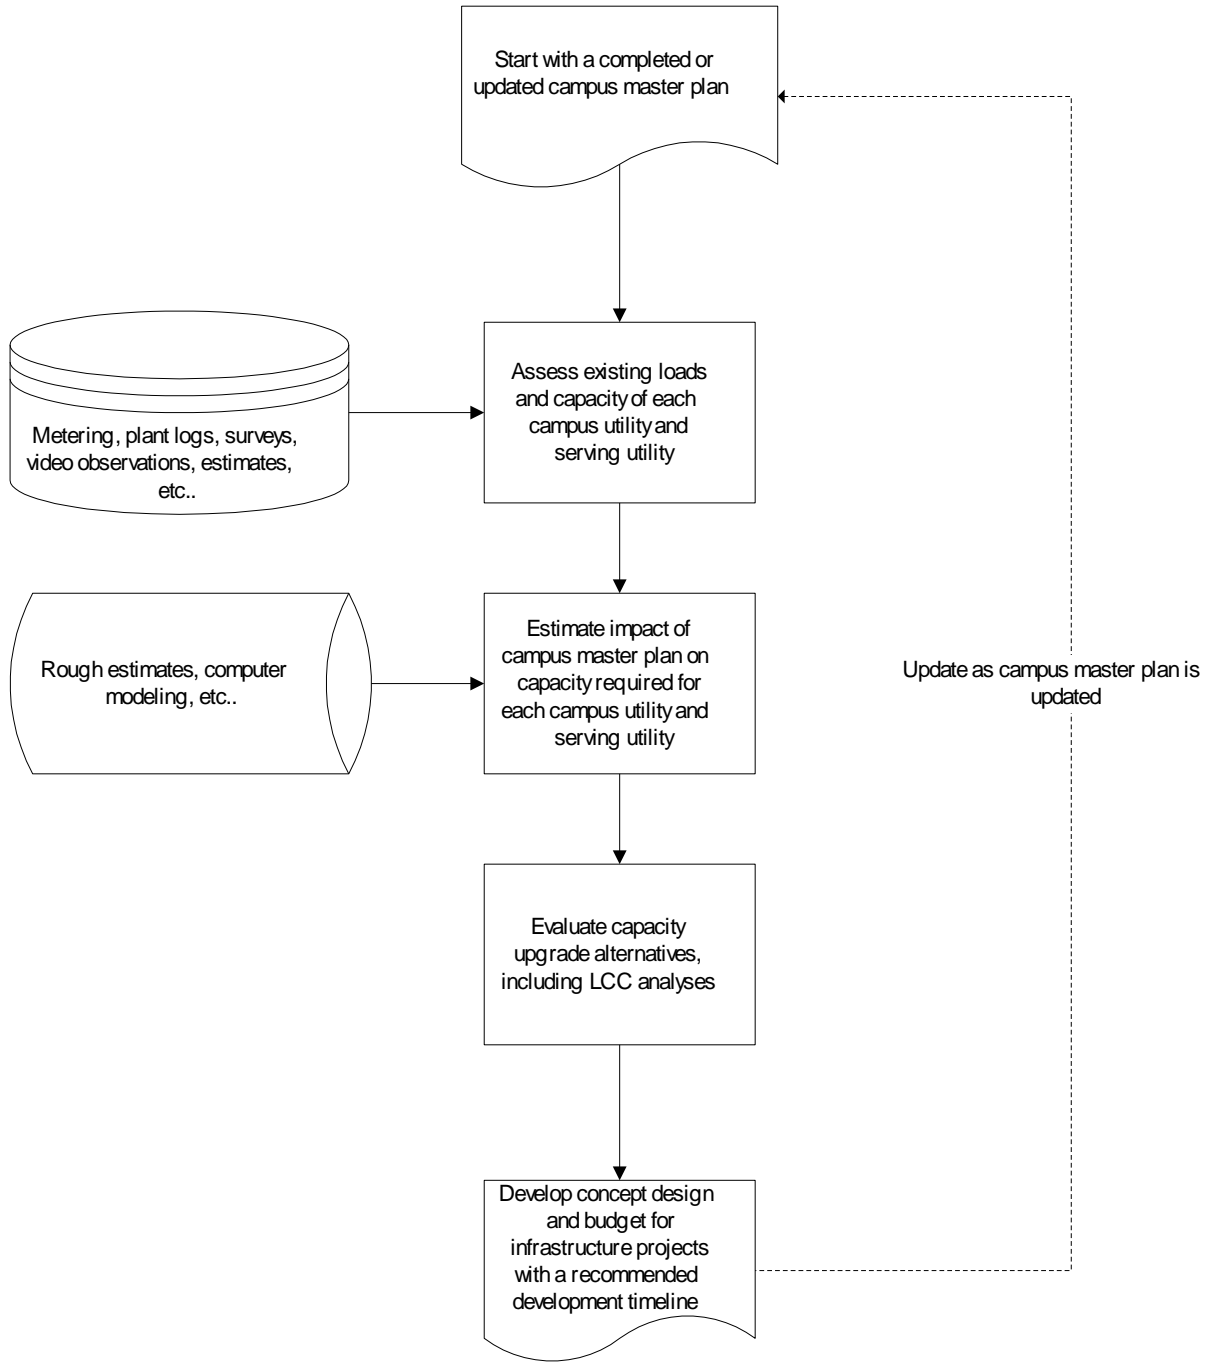 Start with a completed or
updated campus master plan
Assess existing loads
and capacity of each
campus utility and
serving utility
Metering, plant logs, surveys,
video observations, estimates,
etc..
Estimate impact of
campus master plan on
capacity required for
each campus utility and
serving utility
Rough estimates, computer
modeling, etc..
Update as campus master plan is
updated
Evaluate capacity
upgrade alternatives,
including LCC analyses
Develop concept design
and budget for
infrastructure projects
with a recommended
development timeline